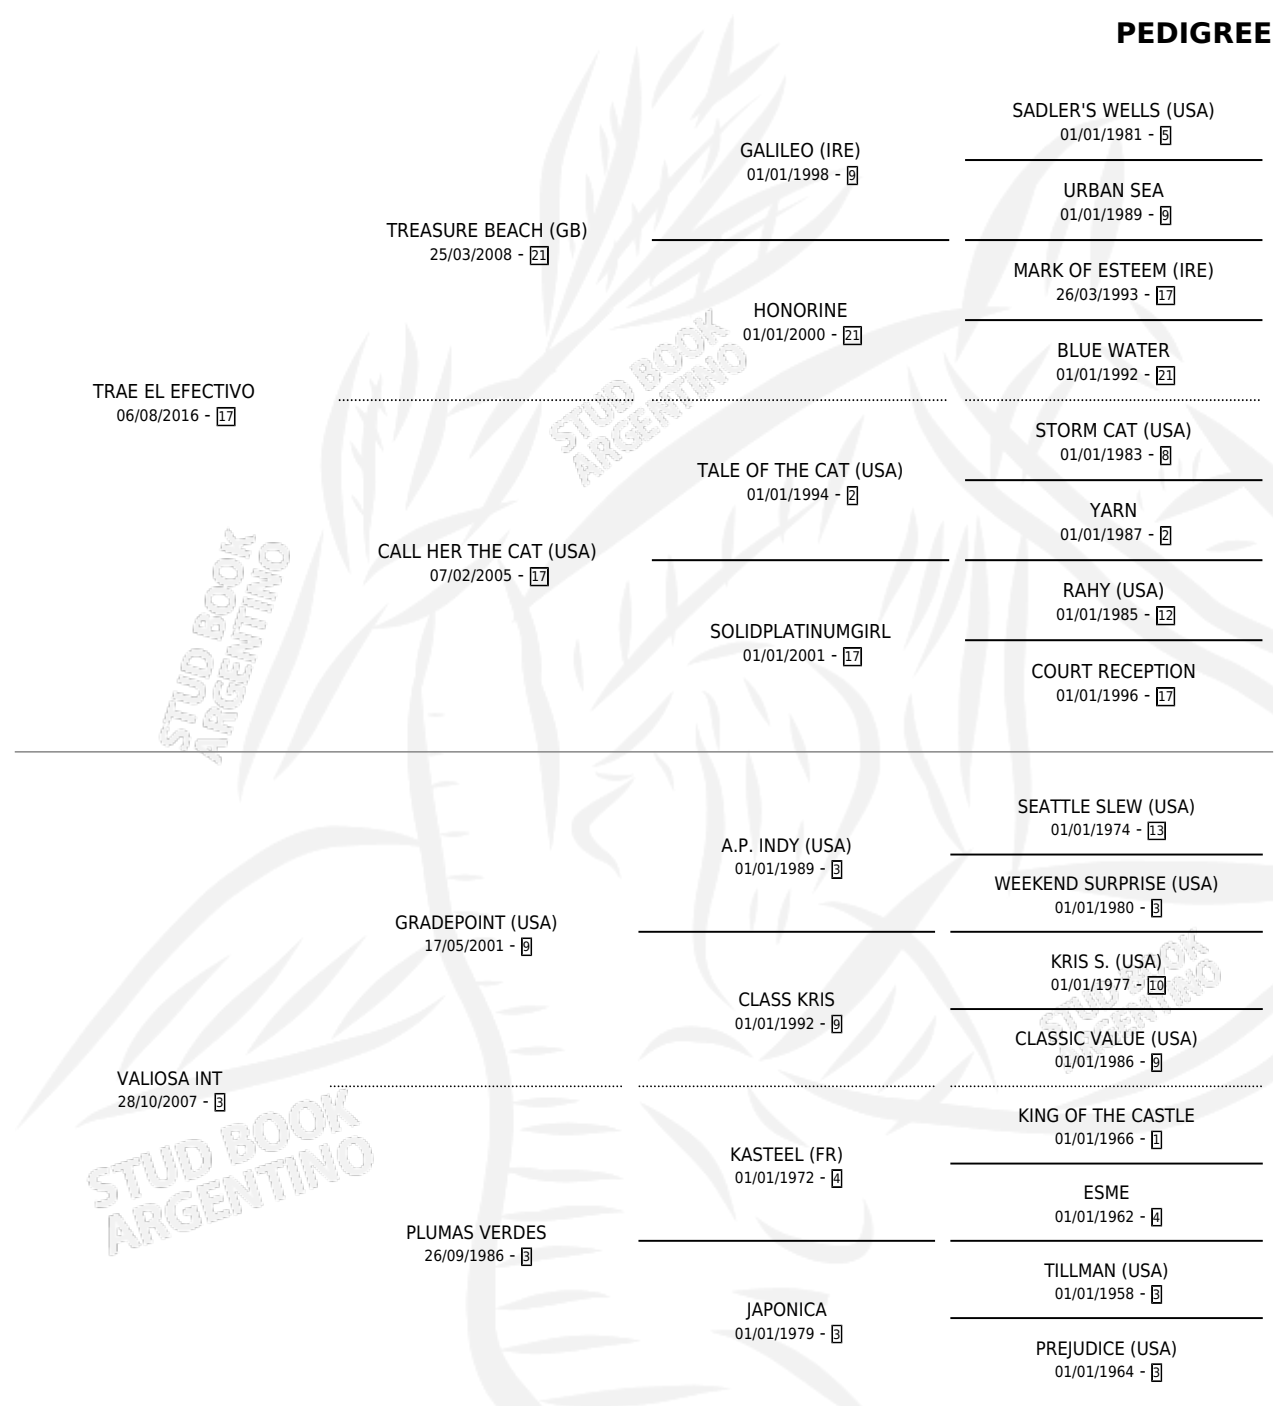 PEDIGREE
SADLER'S WELLS (USA)
01/01/1981 - 5
GALILEO (IRE)
01/01/1998 - 9
URBAN SEA
01/01/1989 - 9
TREASURE BEACH (GB)
25/03/2008 - 21
MARK OF ESTEEM (IRE)
26/03/1993 - 17
HONORINE
01/01/2000 - 21
BLUE WATER
01/01/1992 - 21
TRAE EL EFECTIVO
06/08/2016 - 17
STUD BOOK
ARGENTINO
STORM CAT (USA)
01/01/1983 - 8
TALE OF THE CAT (USA)
01/01/1994 - 2
YARN
01/01/1987 - 2
CALL HER THE CAT (USA)
07/02/2005 - 17
RAHY (USA)
01/01/1985 - 12
SOLIDPLATINUMGIRL
01/01/2001 - 17
COURT RECEPTION
01/01/1996 - 17
STUD BOOK
ARGENTINO
SEATTLE SLEW (USA)
01/01/1974 - 13
A.P. INDY (USA)
01/01/1989 - 3
WEEKEND SURPRISE (USA)
01/01/1980 - 3
GRADEPOINT (USA)
17/05/2001 - 9
KRIS S. (USA)
01/01/1977 - 10
CLASS KRIS
01/01/1992 - 9
STUD BOOK
ARGENTINO
CLASSIC VALUE (USA)
01/01/1986 - 9
VALIOSA INT
28/10/2007 - 3
KING OF THE CASTLE
01/01/1966 - 1
KASTEEL (FR)
01/01/1972 - 4
STUD BOOK
ARGENTINO
ESME
01/01/1962 - 4
PLUMAS VERDES
26/09/1986 - 3
TILLMAN (USA)
01/01/1958 - 3
JAPONICA
01/01/1979 - 3
PREJUDICE (USA)
01/01/1964 - 3